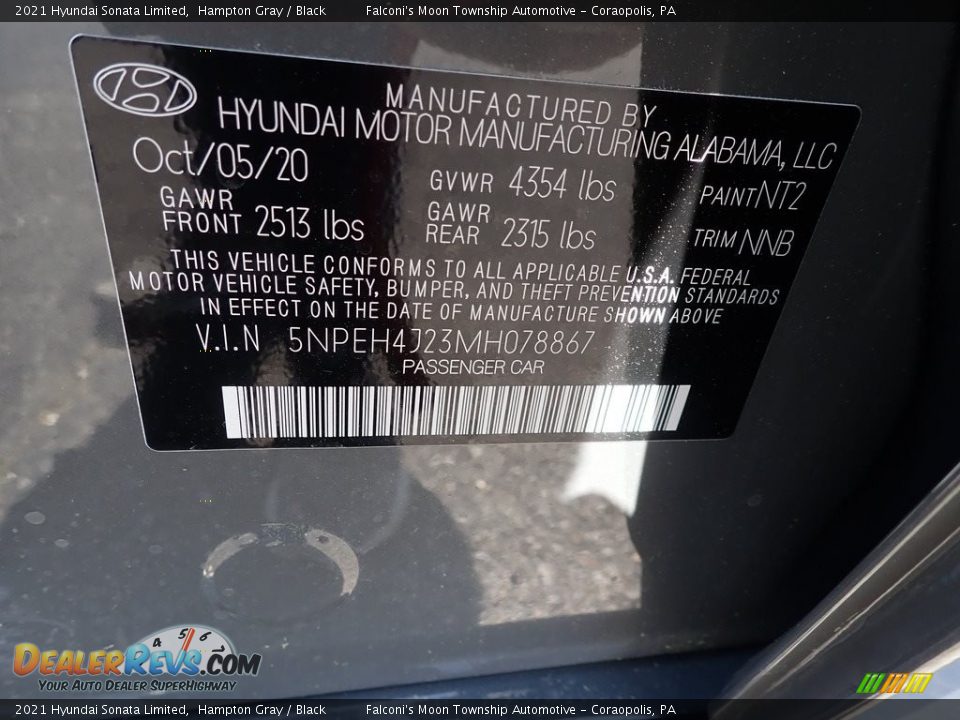 2021 Hyundai Sonata Limited, Hampton Gray / Black Falconi's Moon Township Automotive - Coraopolis, PA
MANUFACTURED BY
HYUNDAI MOTOR MANUFACTURING ALABAMA, LLC
Oct/05/20 GVWR 4354 lbs PAINT NT2
GAWR FRONT 2513 lbs GAWR REAR 2315 lbs TRIM NNB
THIS VEHICLE CONFORMS TO ALL APPLICABLE U.S.A. FEDERAL
MOTOR VEHICLE SAFETY, BUMPER, AND THEFT PREVENTION STANDARDS
IN EFFECT ON THE DATE OF MANUFACTURE SHOWN ABOVE
V.I.N 5NPEH4J23MH078867
PASSENGER CAR
4 5 6 7
DEALERREVS.COM
YOUR AUTO DEALER SUPERHIGHWAY
2021 Hyundai Sonata Limited, Hampton Gray / Black Falconi's Moon Township Automotive - Coraopolis, PA